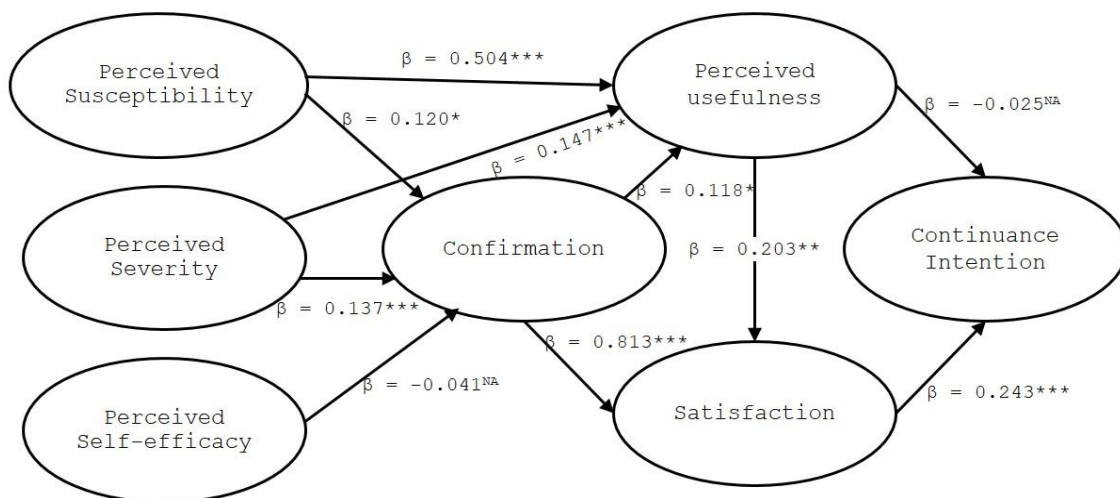 Perceived
Susceptibility
β = 0.504***
Perceived
usefulness
β = -0.025ᴺᴬ
β = 0.120*
β = 0.147***
β = 0.118*
Perceived
Severity
Confirmation
β = 0.203**
Continuance
Intention
β = 0.137***
β = 0.813***
β = -0.041ᴺᴬ
Perceived
Self-efficacy
Satisfaction
β = 0.243***